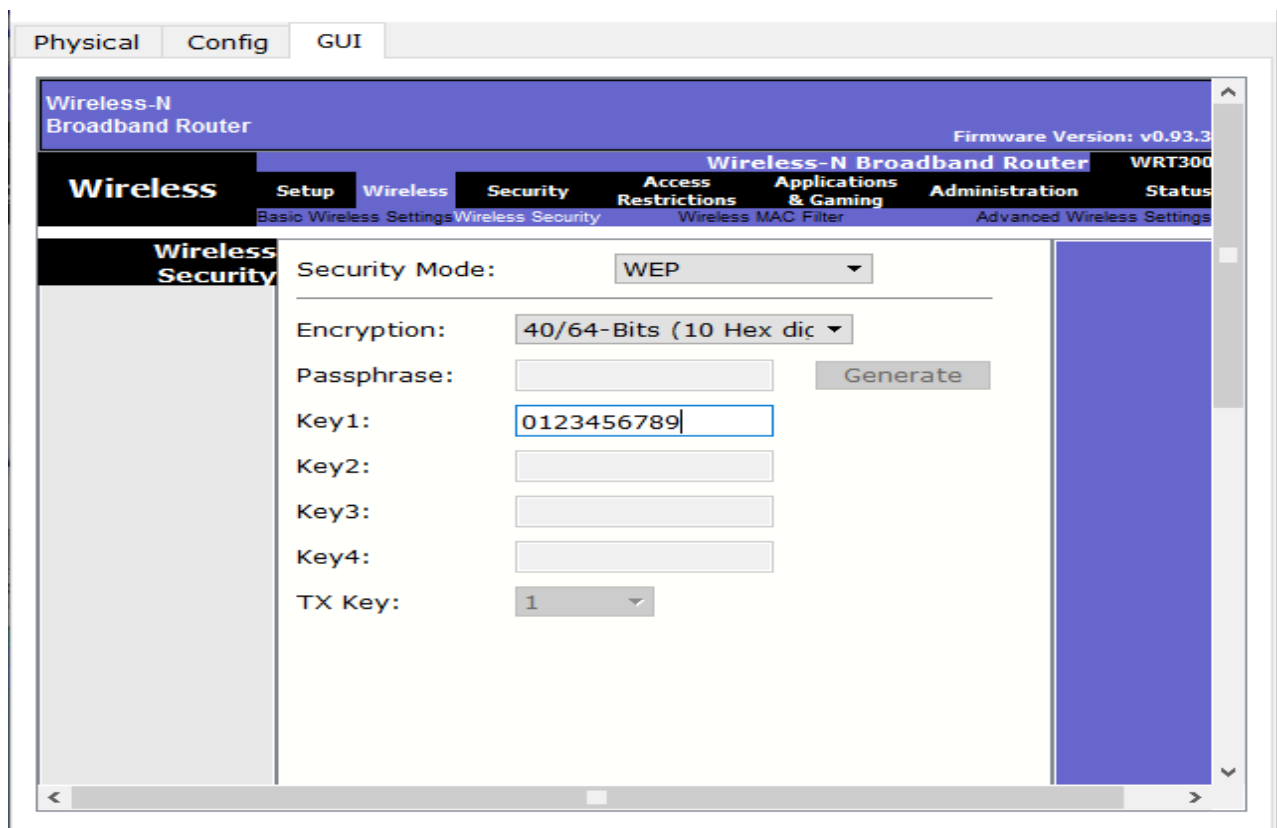 Physical Config GUI
Wireless-N
Broadband Router
Firmware Version: v0.93.3
Wireless-N Broadband Router WRT300
Wireless Setup Wireless Security Access Restrictions Applications & Gaming Administration Status
Basic Wireless Settings Wireless Security Wireless MAC Filter Advanced Wireless Settings
Wireless
Security
Security Mode: WEP
Encryption: 40/64-Bits (10 Hex dig
Passphrase: Generate
Key1: 0123456789
Key2:
Key3:
Key4:
TX Key: 1